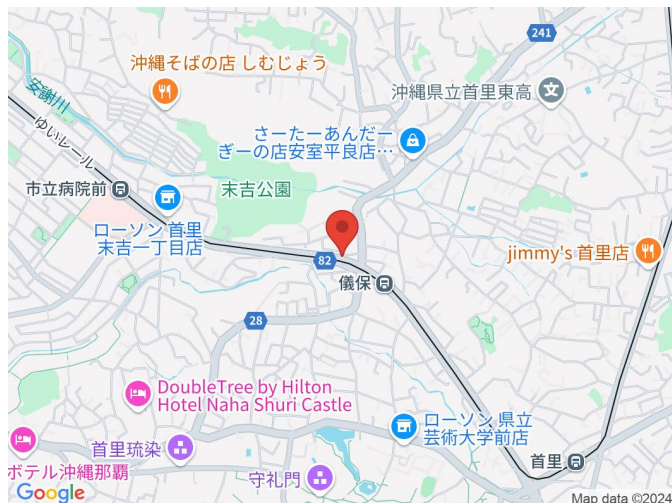 241
沖縄そばの店 しむじょう
沖縄県立首里東高
安謝川
ゆいレール
さーたーあんだー
ぎーの店安室平良店…
市立病院前
末吉公園
ローソン 首里
末吉一丁目店
82
jimmy's 首里店
儀保
28
DoubleTree by Hilton
Hotel Naha Shuri Castle
ローソン 県立
芸術大学前店
首里琉染
ボテル沖縄那覇
守礼門
首里
Google
Map data ©2024